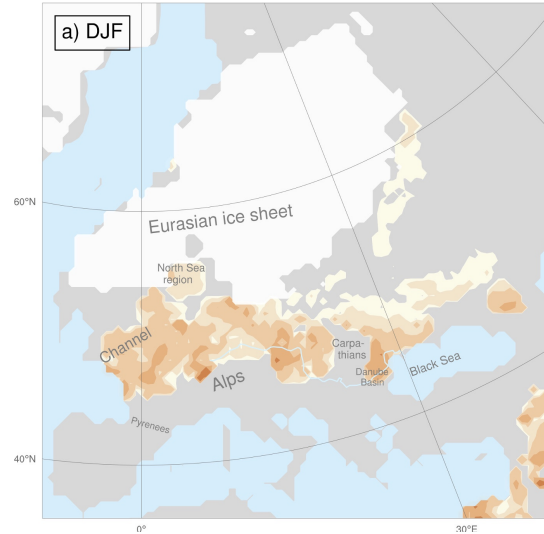 a) DJF
60°N
Eurasian ice sheet
North Sea
region
Channel
Carpa-
thians
Black Sea
Alps
Danube
Basin
Pyrenees
40°N
0°
30°E